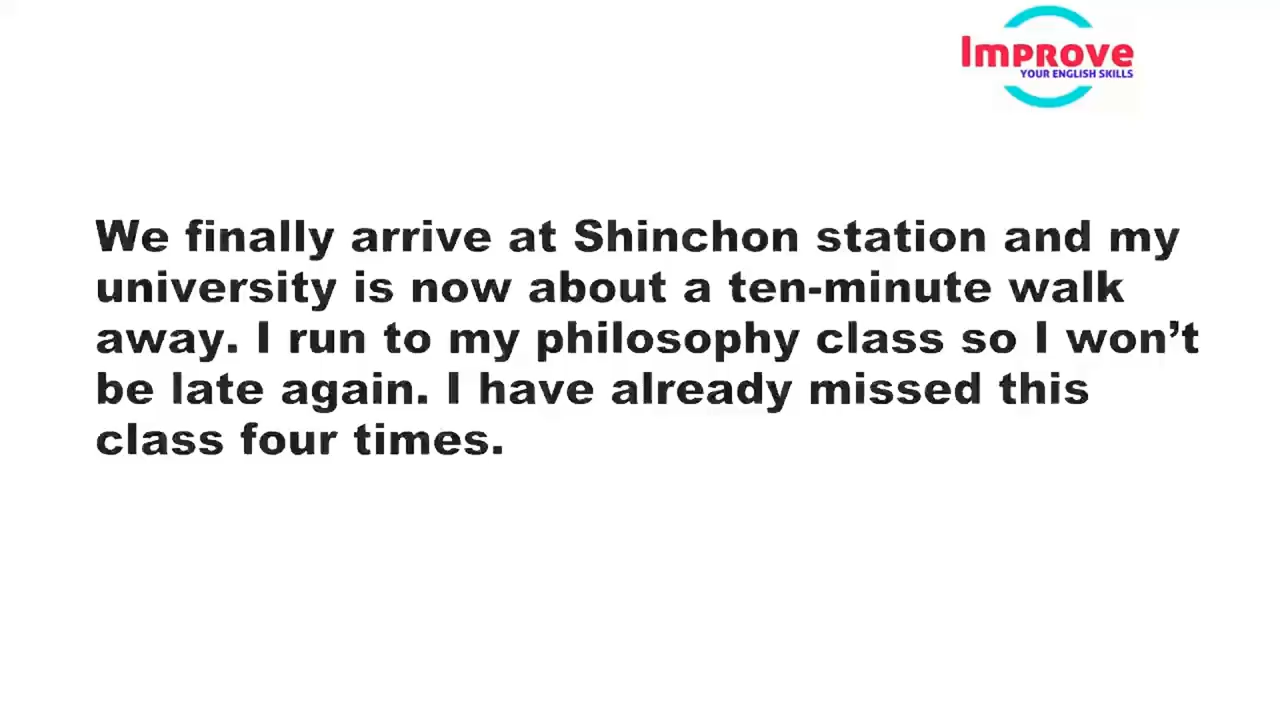 Improve
YOUR ENGLISH SKILLS
We finally arrive at Shinchon station and my
university is now about a ten-minute walk
away. I run to my philosophy class so I won’t
be late again. I have already missed this
class four times.